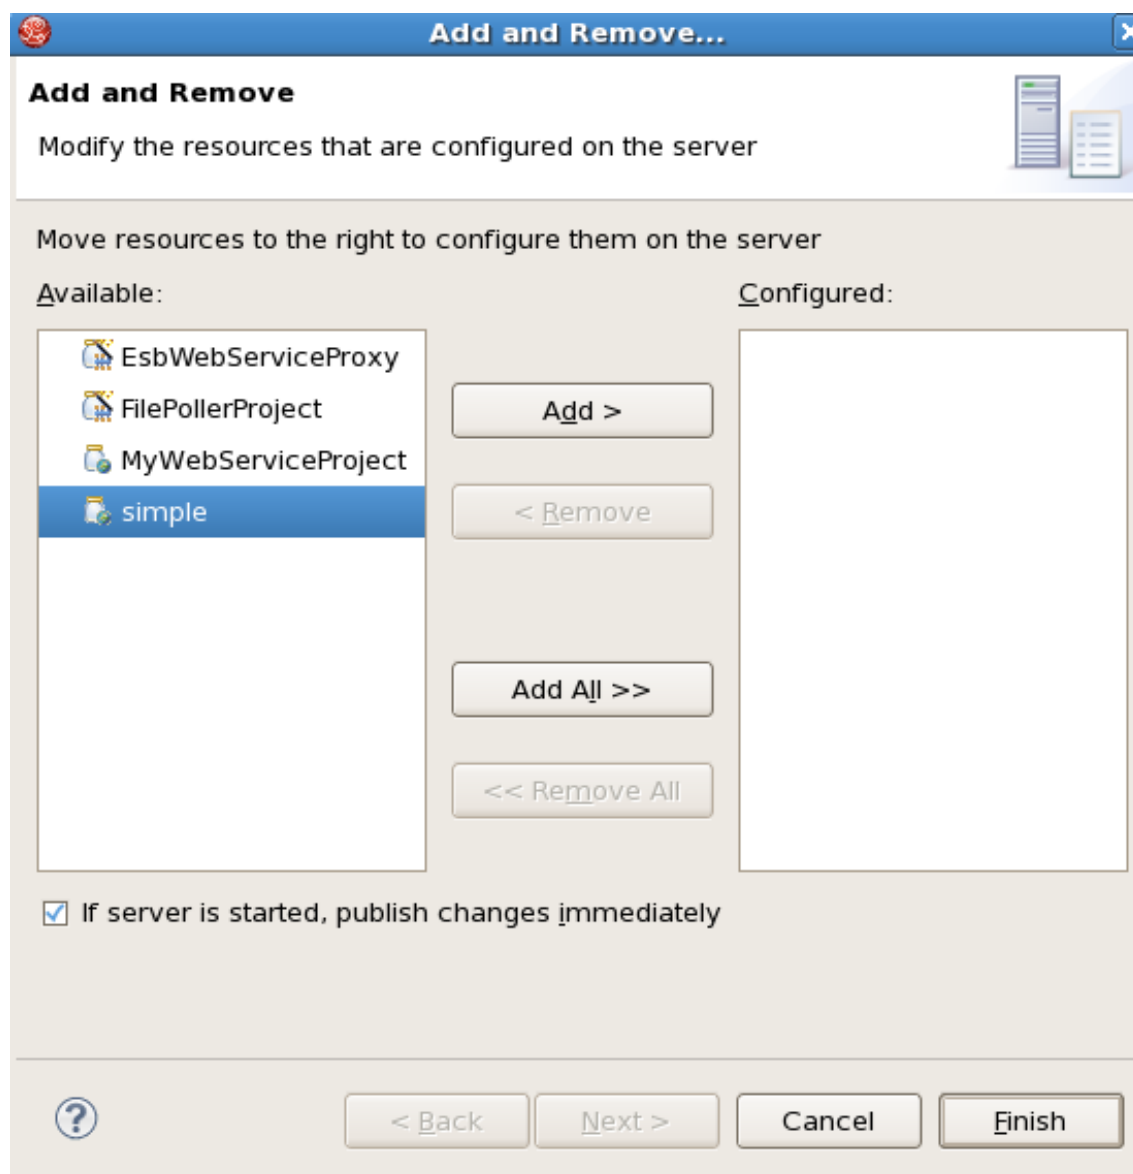 Add and Remove...
Add and Remove
Modify the resources that are configured on the server
Move resources to the right to configure them on the server
Available:
Configured:
EsbWebServiceProxy
FilePollerProject
MyWebServiceProject
simple
Add >
< Remove
Add All >>
<< Remove All
If server is started, publish changes immediately
< Back
Next >
Cancel
Finish